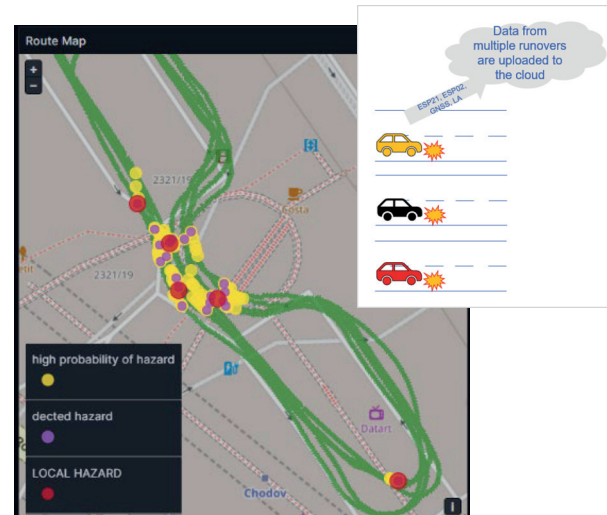 Route Map
+
−
2321/19
Costa
2321/19
etit
high probability of hazard
dected hazard
LOCAL HAZARD
Datart
Chodov
i
Data from
multiple runovers
are uploaded to
the cloud
ESP21, ESP02,
GNSS, LA